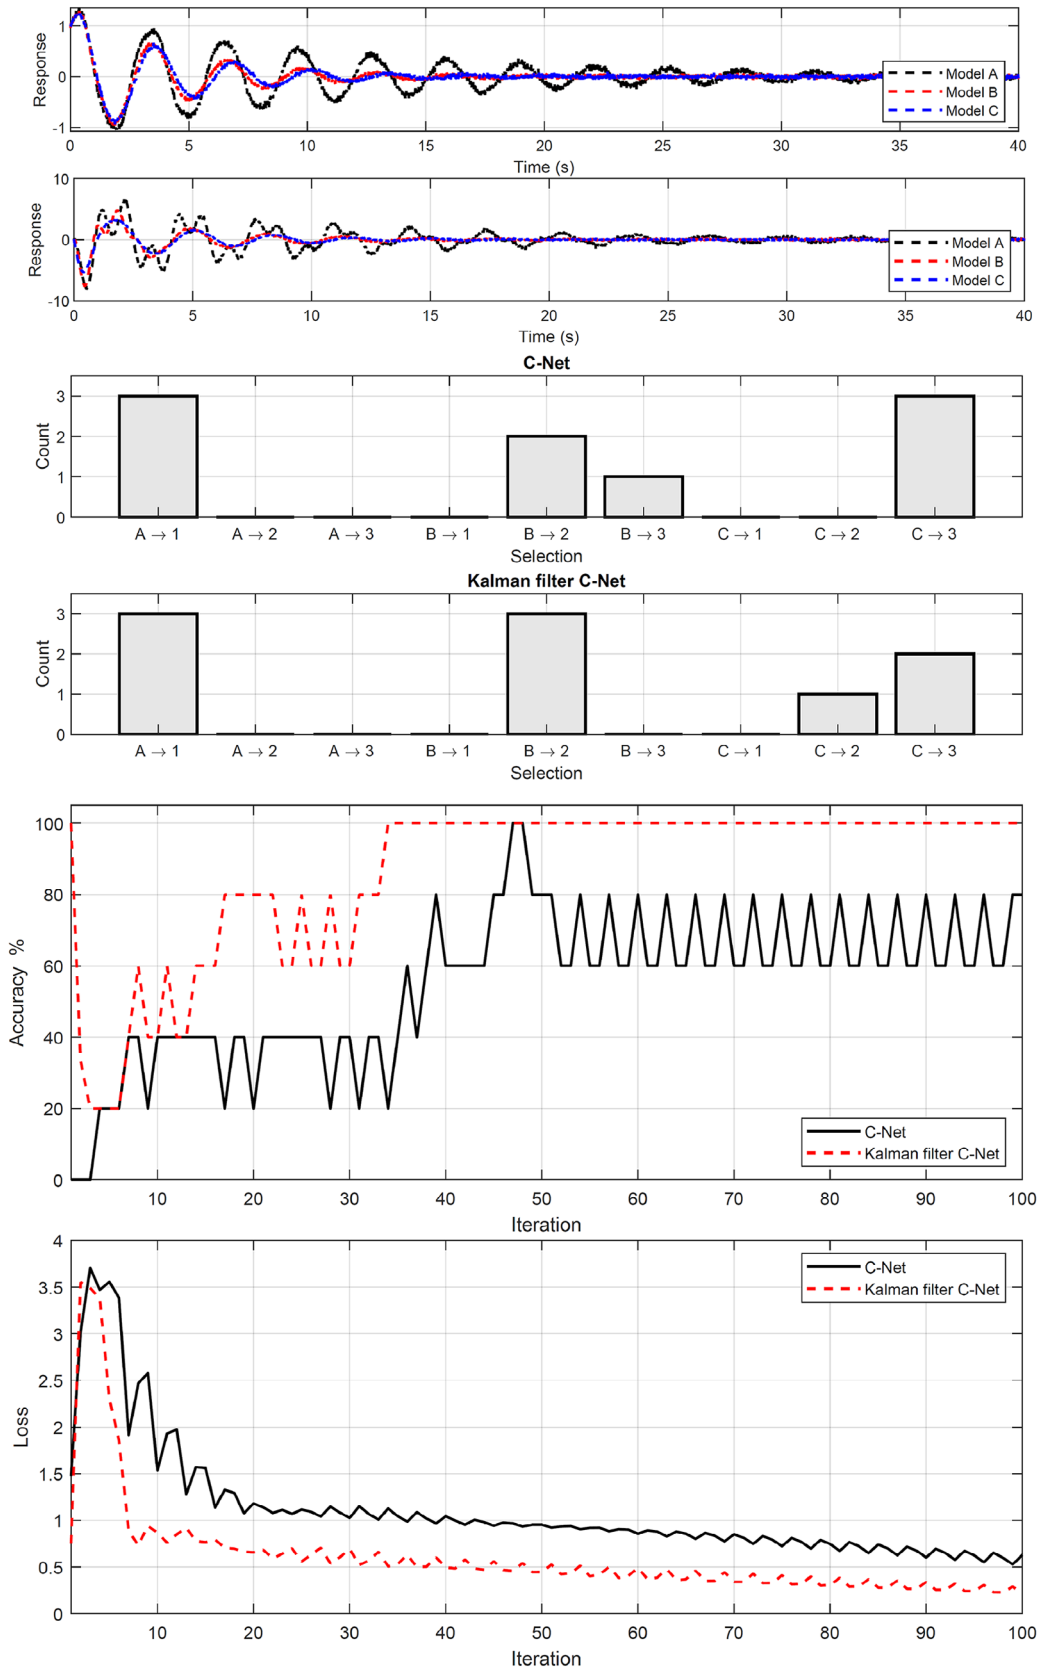 1
0
-1
Response
Model A
Model B
Model C
0 5 10 15 20 25 30 35 40
Time (s)
10
0
-10
Response
Model A
Model B
Model C
0 5 10 15 20 25 30 35 40
Time (s)
C-Net
3
2
1
0
Count
A → 1 A → 2 A → 3 B → 1 B → 2 B → 3 C → 1 C → 2 C → 3
Selection
Kalman filter C-Net
3
2
1
0
Count
A → 1 A → 2 A → 3 B → 1 B → 2 B → 3 C → 1 C → 2 C → 3
Selection
100
80
60
40
20
0
Accuracy %
C-Net
Kalman filter C-Net
10 20 30 40 50 60 70 80 90 100
Iteration
4
3.5
3
2.5
2
1.5
1
0.5
0
Loss
C-Net
Kalman filter C-Net
10 20 30 40 50 60 70 80 90 100
Iteration